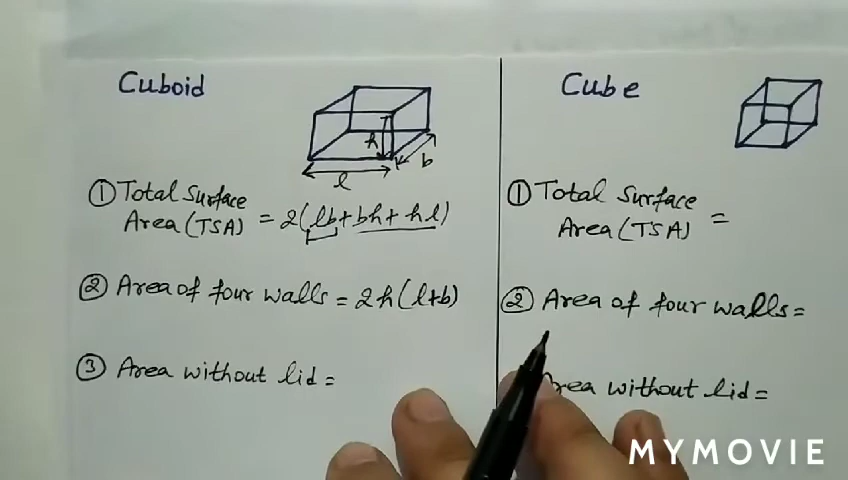 Cuboid
h
b
l
① Total Surface
Area (TSA) = 2(lb+bh+hl)
② Area of four walls = 2h(l+b)
③ Area without lid =
Cube
① Total Surface
Area (TSA) =
② Area of four walls =
Area without lid =
MYMOVIE